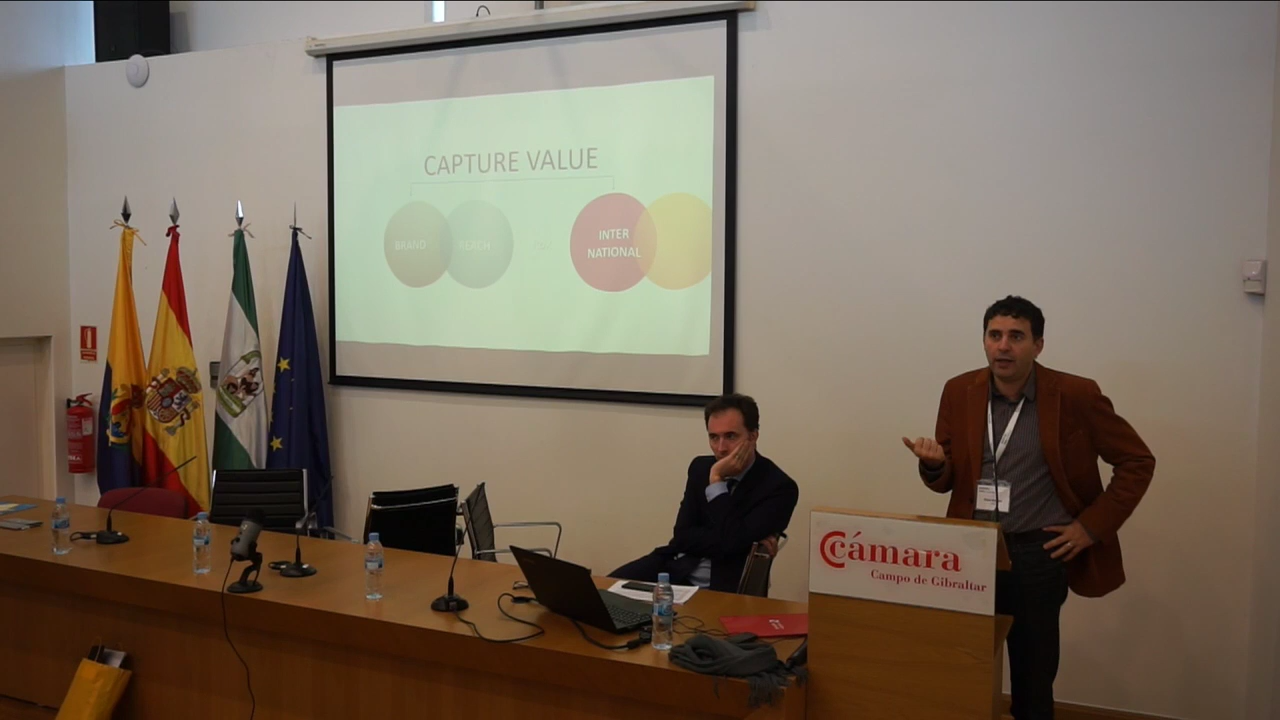 CAPTURE VALUE
BRAND
REACH
INTER
NATIONAL
cámara
Campo de Gibraltar